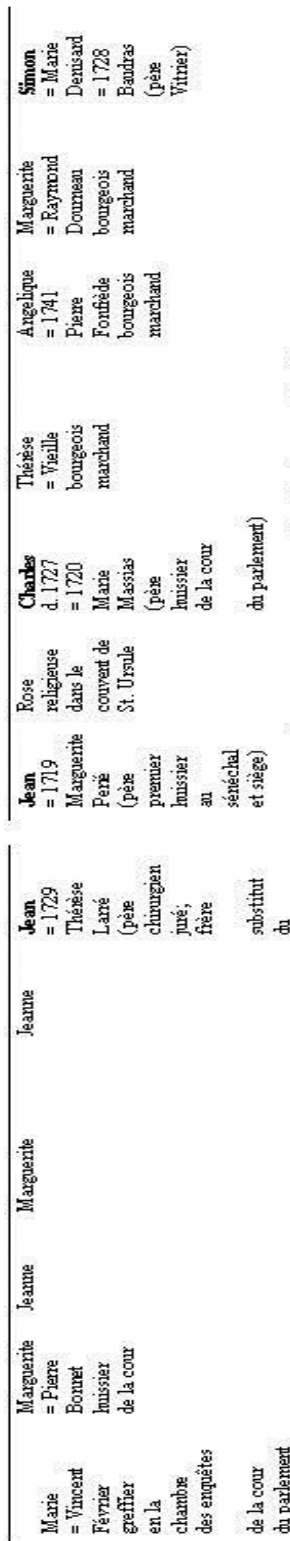 Marie
= Vincent
Février
greffier
en la
chambre
des enquêtes
de la cour
du parlement
Marguerite
= Pierre
Bonnet
huissier
de la cour
Jeanne
Marguerite
Jeanne
Jean
= 1729
Thérèse
Larré
(père
chirurgien
juré;
frère
substitut
du
Jean
= 1719
Marguerite
Perié
(père
premier
huissier
au
sénéchal
et siège)
Rose
religieuse
dans le
couvent de
St. Ursule
Charles
d. 1727
= 1720
Marie
Massias
(père
huissier
de la cour
du parlement)
Thérèse
= Vieille
bourgeois
marchand
Angelique
= 1741
Pierre
Fonfrède
bourgeois
marchand
Marguerite
= Raymond
Dourneau
bourgeois
marchand
Simon
= Marie
Denisard
= 1728
Baudras
(père
Vitrier)